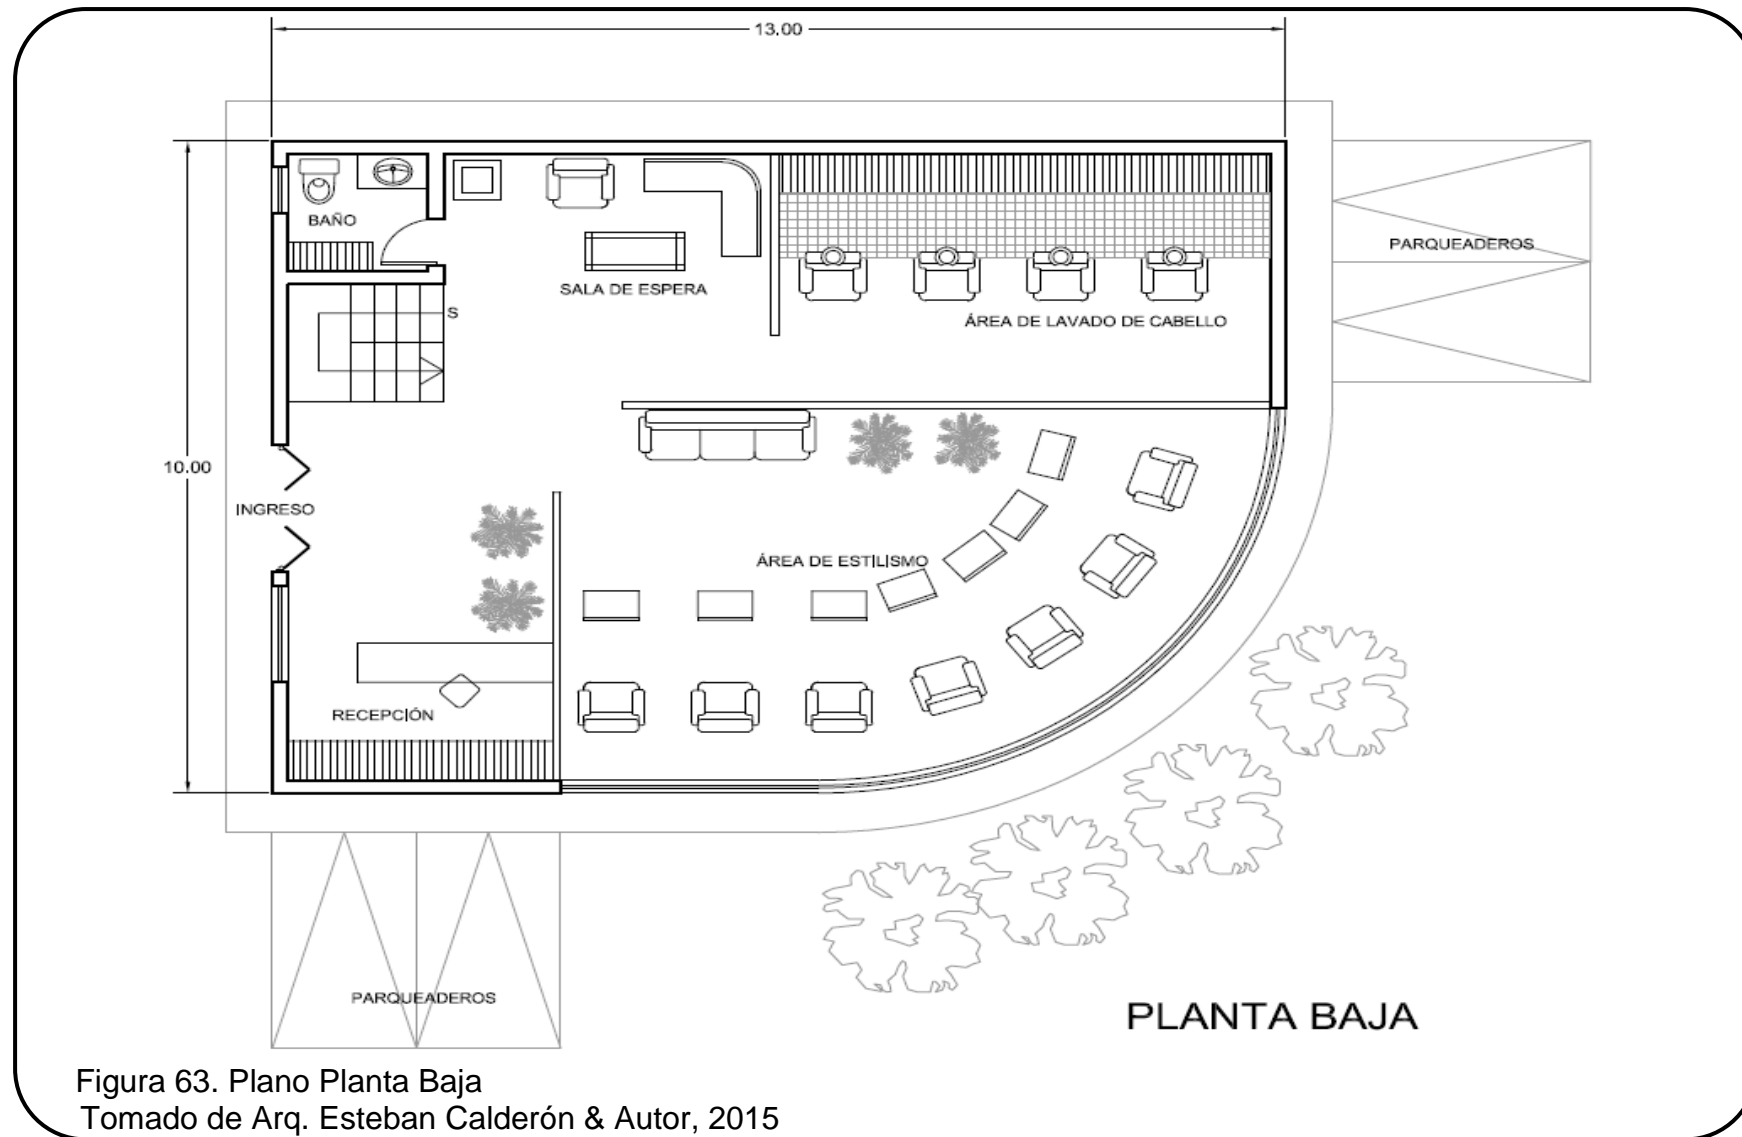 13.00
BAÑO
PARQUEADEROS
SALA DE ESPERA
S
ÁREA DE LAVADO DE CABELLO
10.00
INGRESO
ÁREA DE ESTILISMO
RECEPCIÓN
PARQUEADEROS
PLANTA BAJA
Figura 63. Plano Planta Baja
Tomado de Arq. Esteban Calderón & Autor, 2015